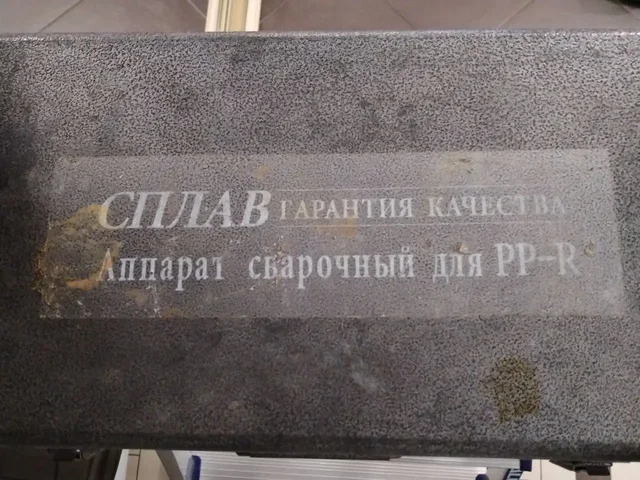 СПЛАВ ГАРАНТИЯ КАЧЕСТВА
Аппарат сварочный для PP-R